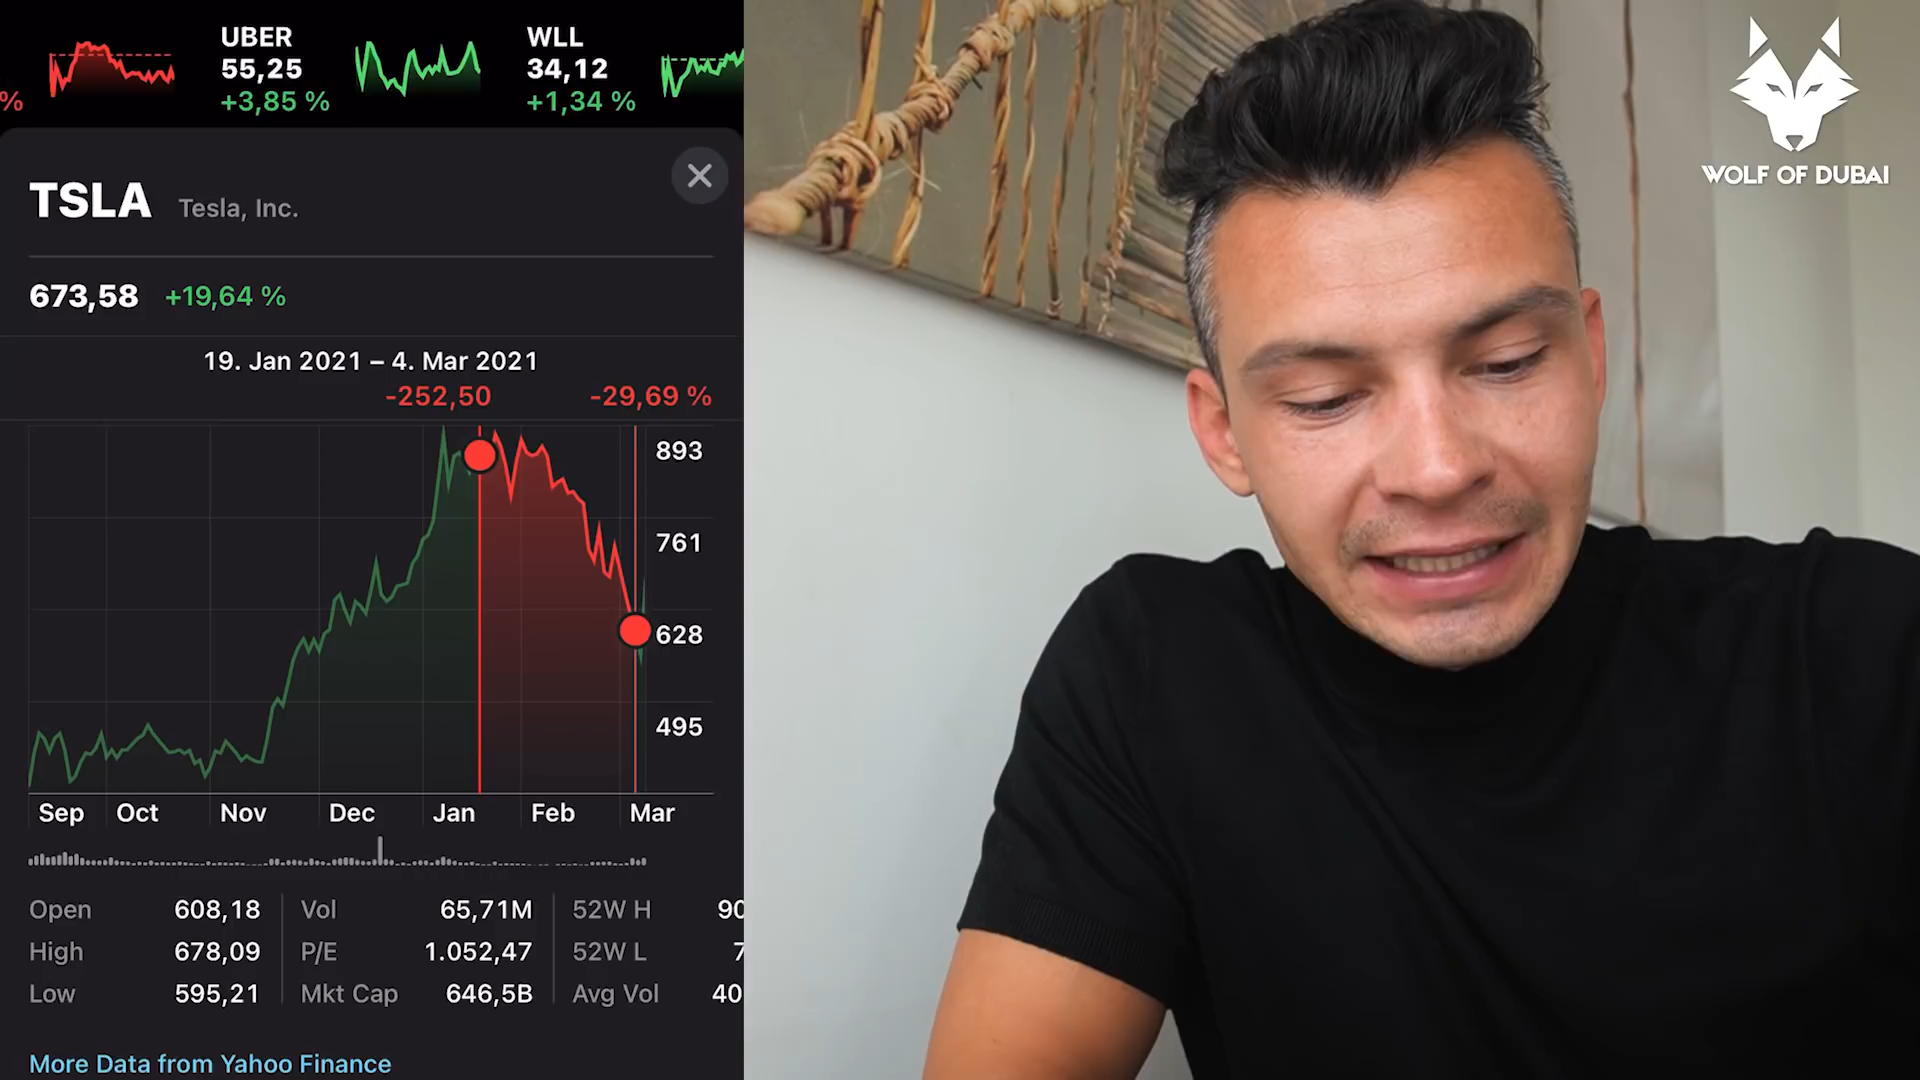 %
UBER
55,25
+3,85 %
WLL
34,12
+1,34 %
TSLA Tesla, Inc.
673,58 +19,64 %
19. Jan 2021 – 4. Mar 2021
-252,50 -29,69 %
893
761
628
495
Sep Oct Nov Dec Jan Feb Mar
Open 608,18 Vol 65,71M 52W H 90
High 678,09 P/E 1.052,47 52W L 7
Low 595,21 Mkt Cap 646,5B Avg Vol 40
More Data from Yahoo Finance
WOLF OF DUBAI